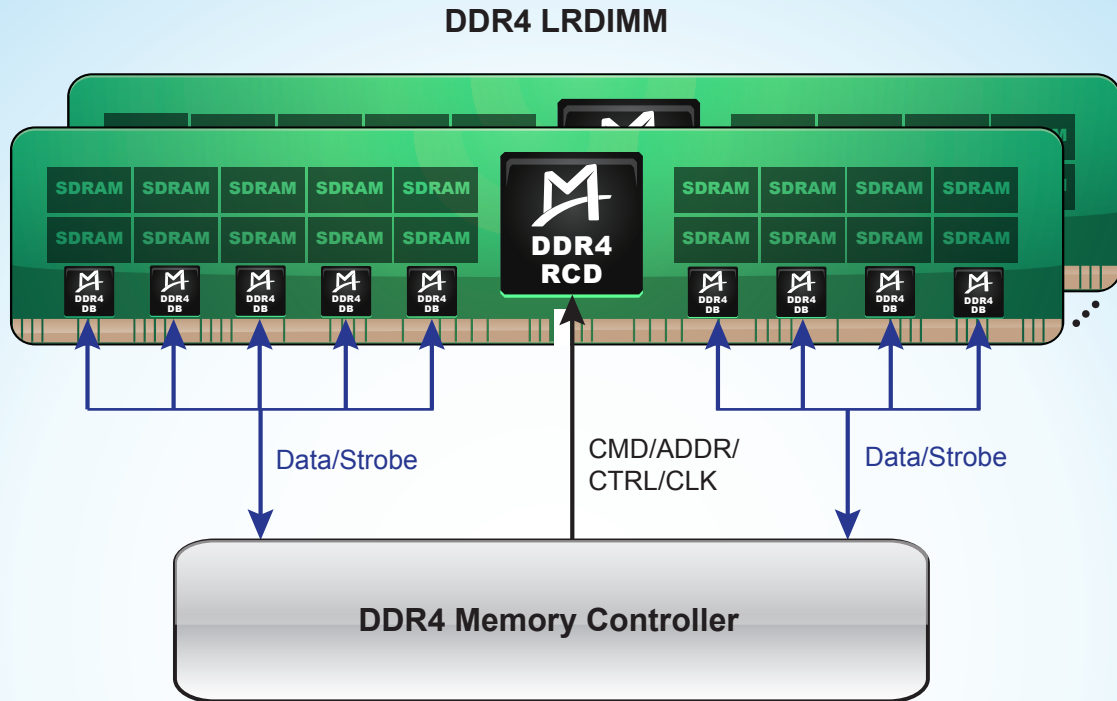 DDR4 LRDIMM
SDRAM SDRAM SDRAM SDRAM SDRAM SDRAM SDRAM SDRAM SDRAM
SDRAM SDRAM SDRAM SDRAM SDRAM SDRAM SDRAM SDRAM SDRAM
DDR4
RCD
DDR4 DDR4 DDR4 DDR4 DDR4 DDR4 DDR4 DDR4 DDR4
DB DB DB DB DB DB DB DB DB
Data/Strobe
CMD/ADDR/
CTRL/CLK
Data/Strobe
DDR4 Memory Controller